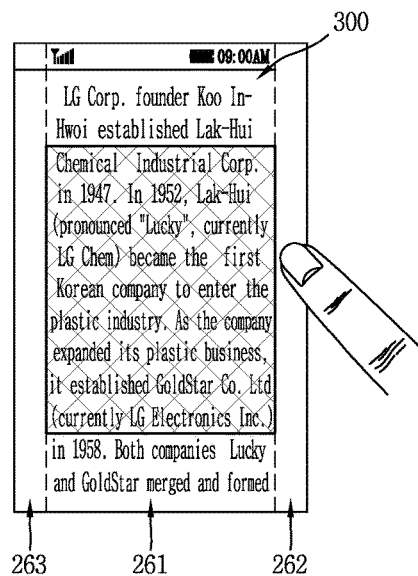 300
09:00AM
LG Corp. founder Koo In-
Hwoi established Lak-Hui
Chemical Industrial Corp.
in 1947. In 1952, Lak-Hui
(pronounced "Lucky", currently
LG Chem) became the first
Korean company to enter the
plastic industry. As the company
expanded its plastic business,
it established GoldStar Co. Ltd
(currently LG Electronics Inc.)
in 1958. Both companies Lucky
and GoldStar merged and formed
263 261 262